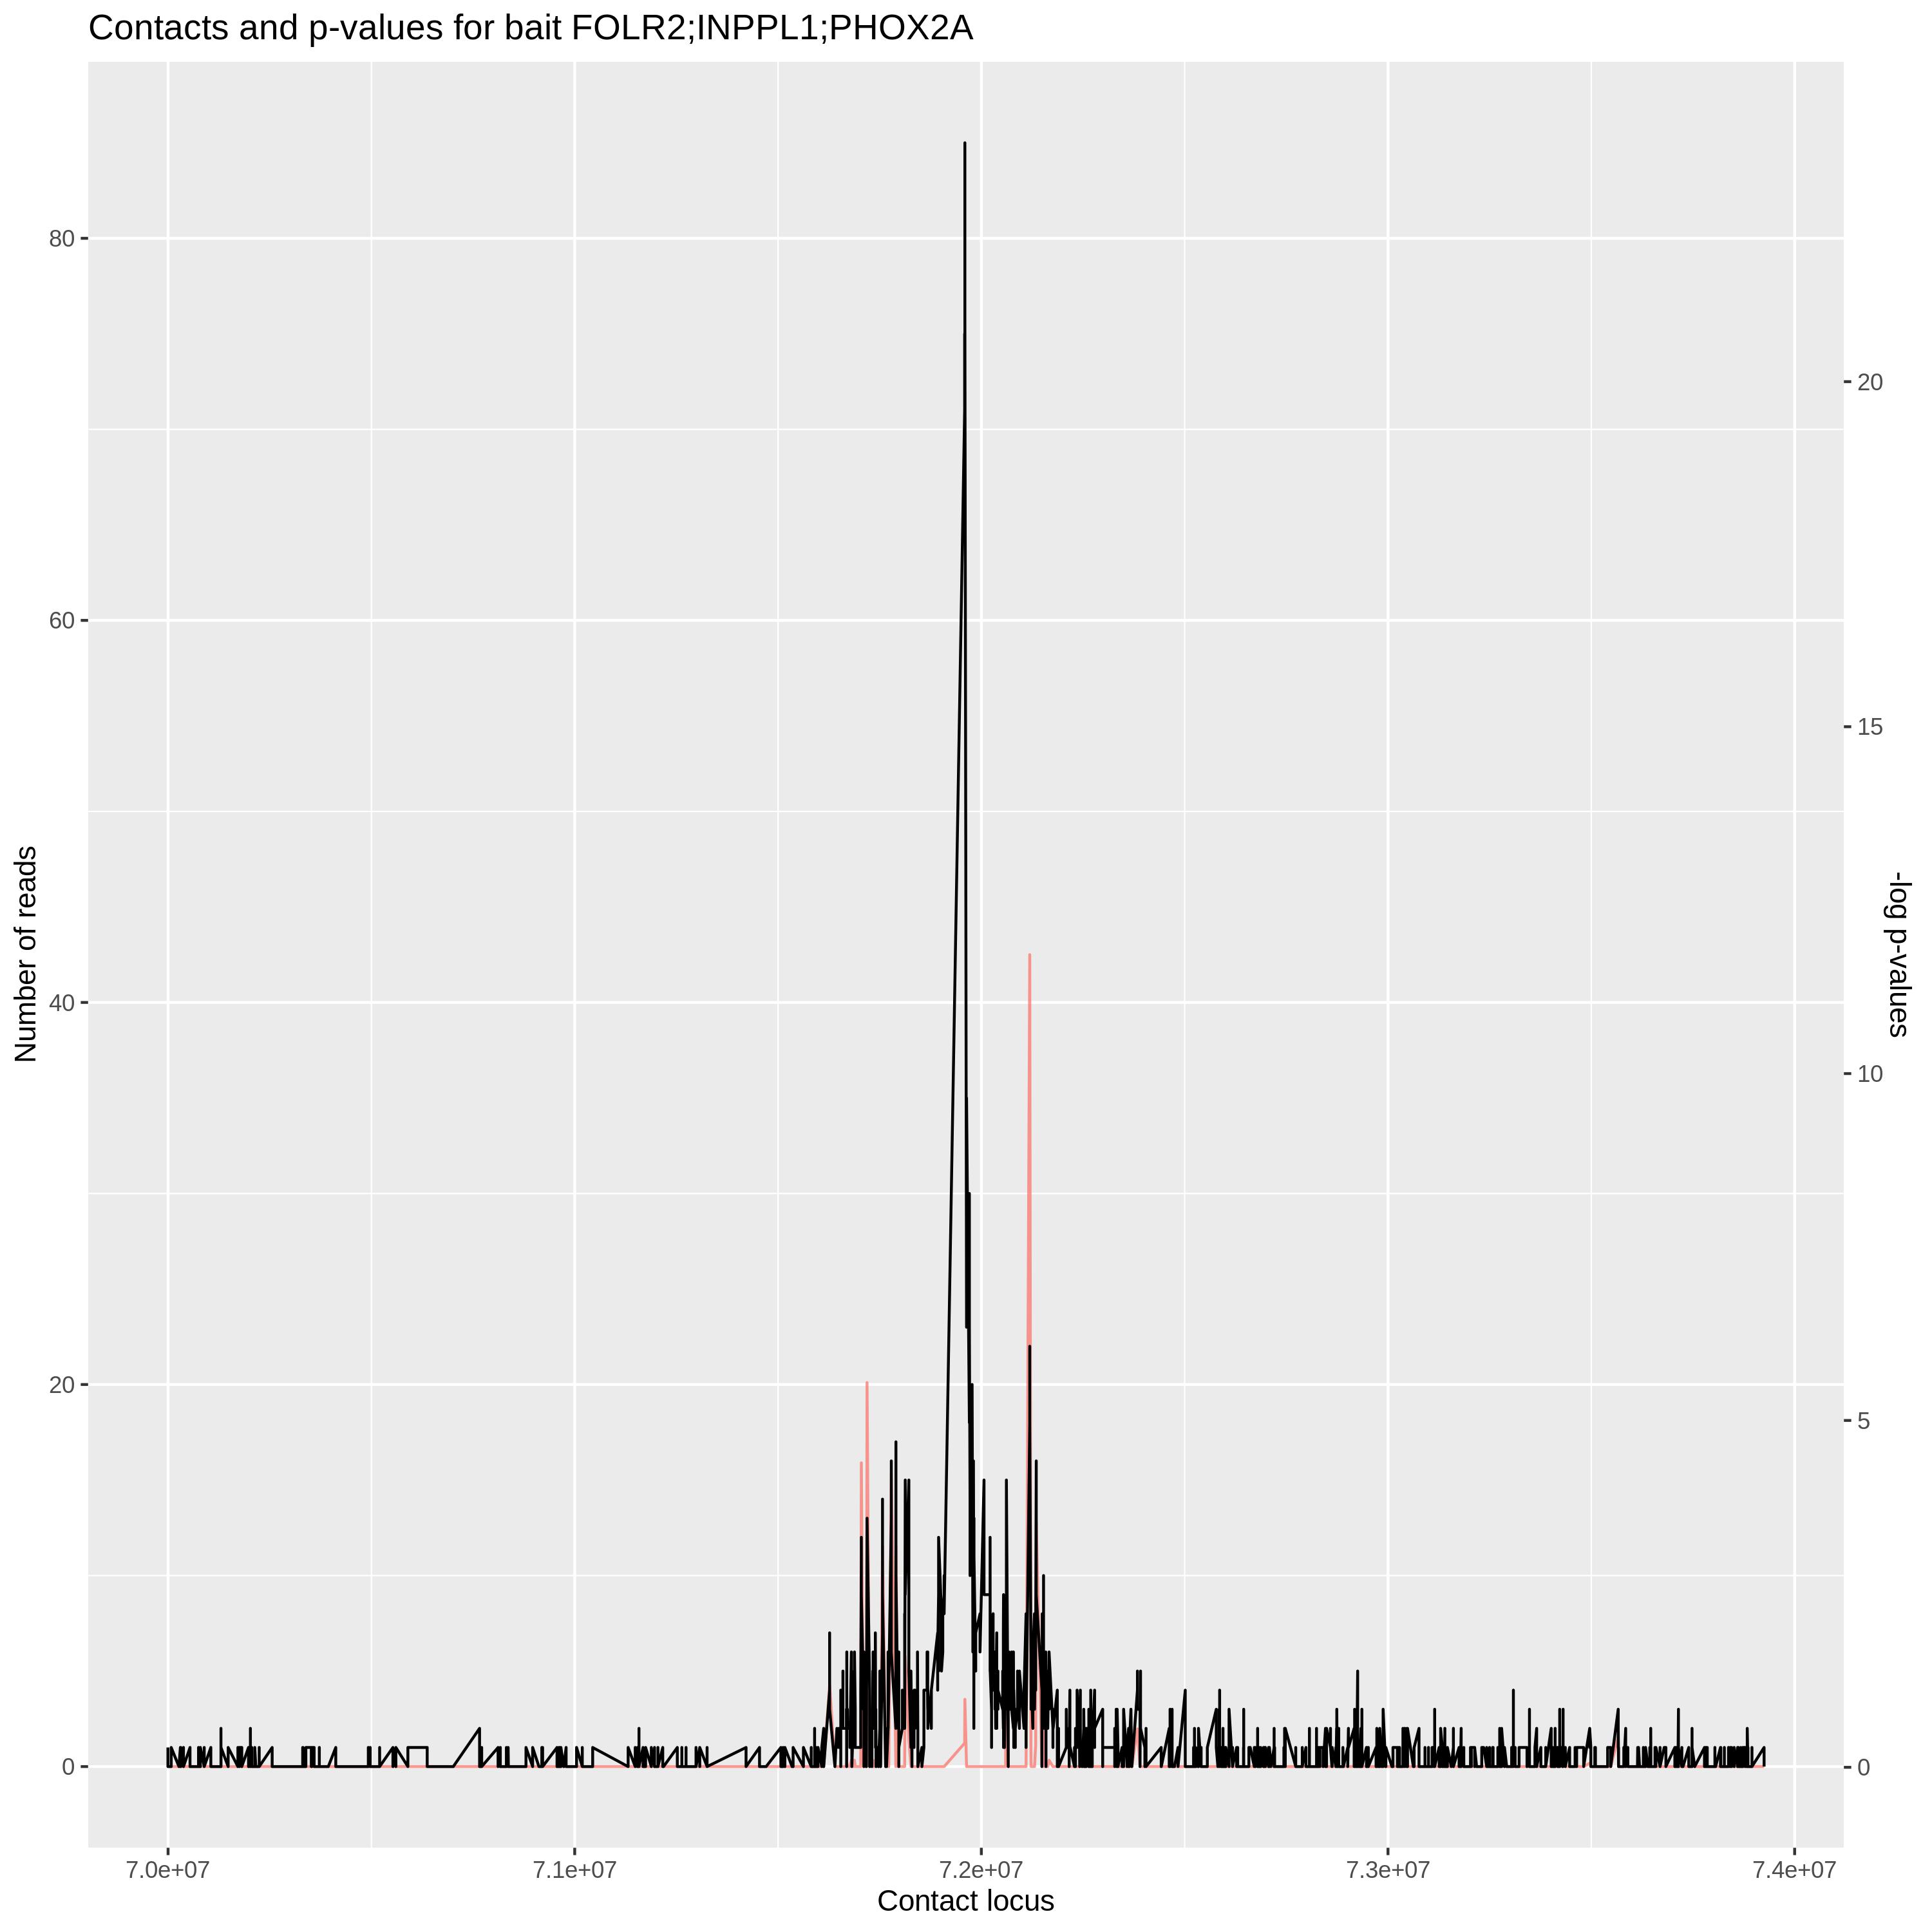 Contacts and p-values for bait FOLR2;INPPL1;PHOX2A
Number of reads
80
60
40
20
0
20
15
10
5
0
-log p-values
7.0e+07
7.1e+07
7.2e+07
7.3e+07
7.4e+07
Contact locus